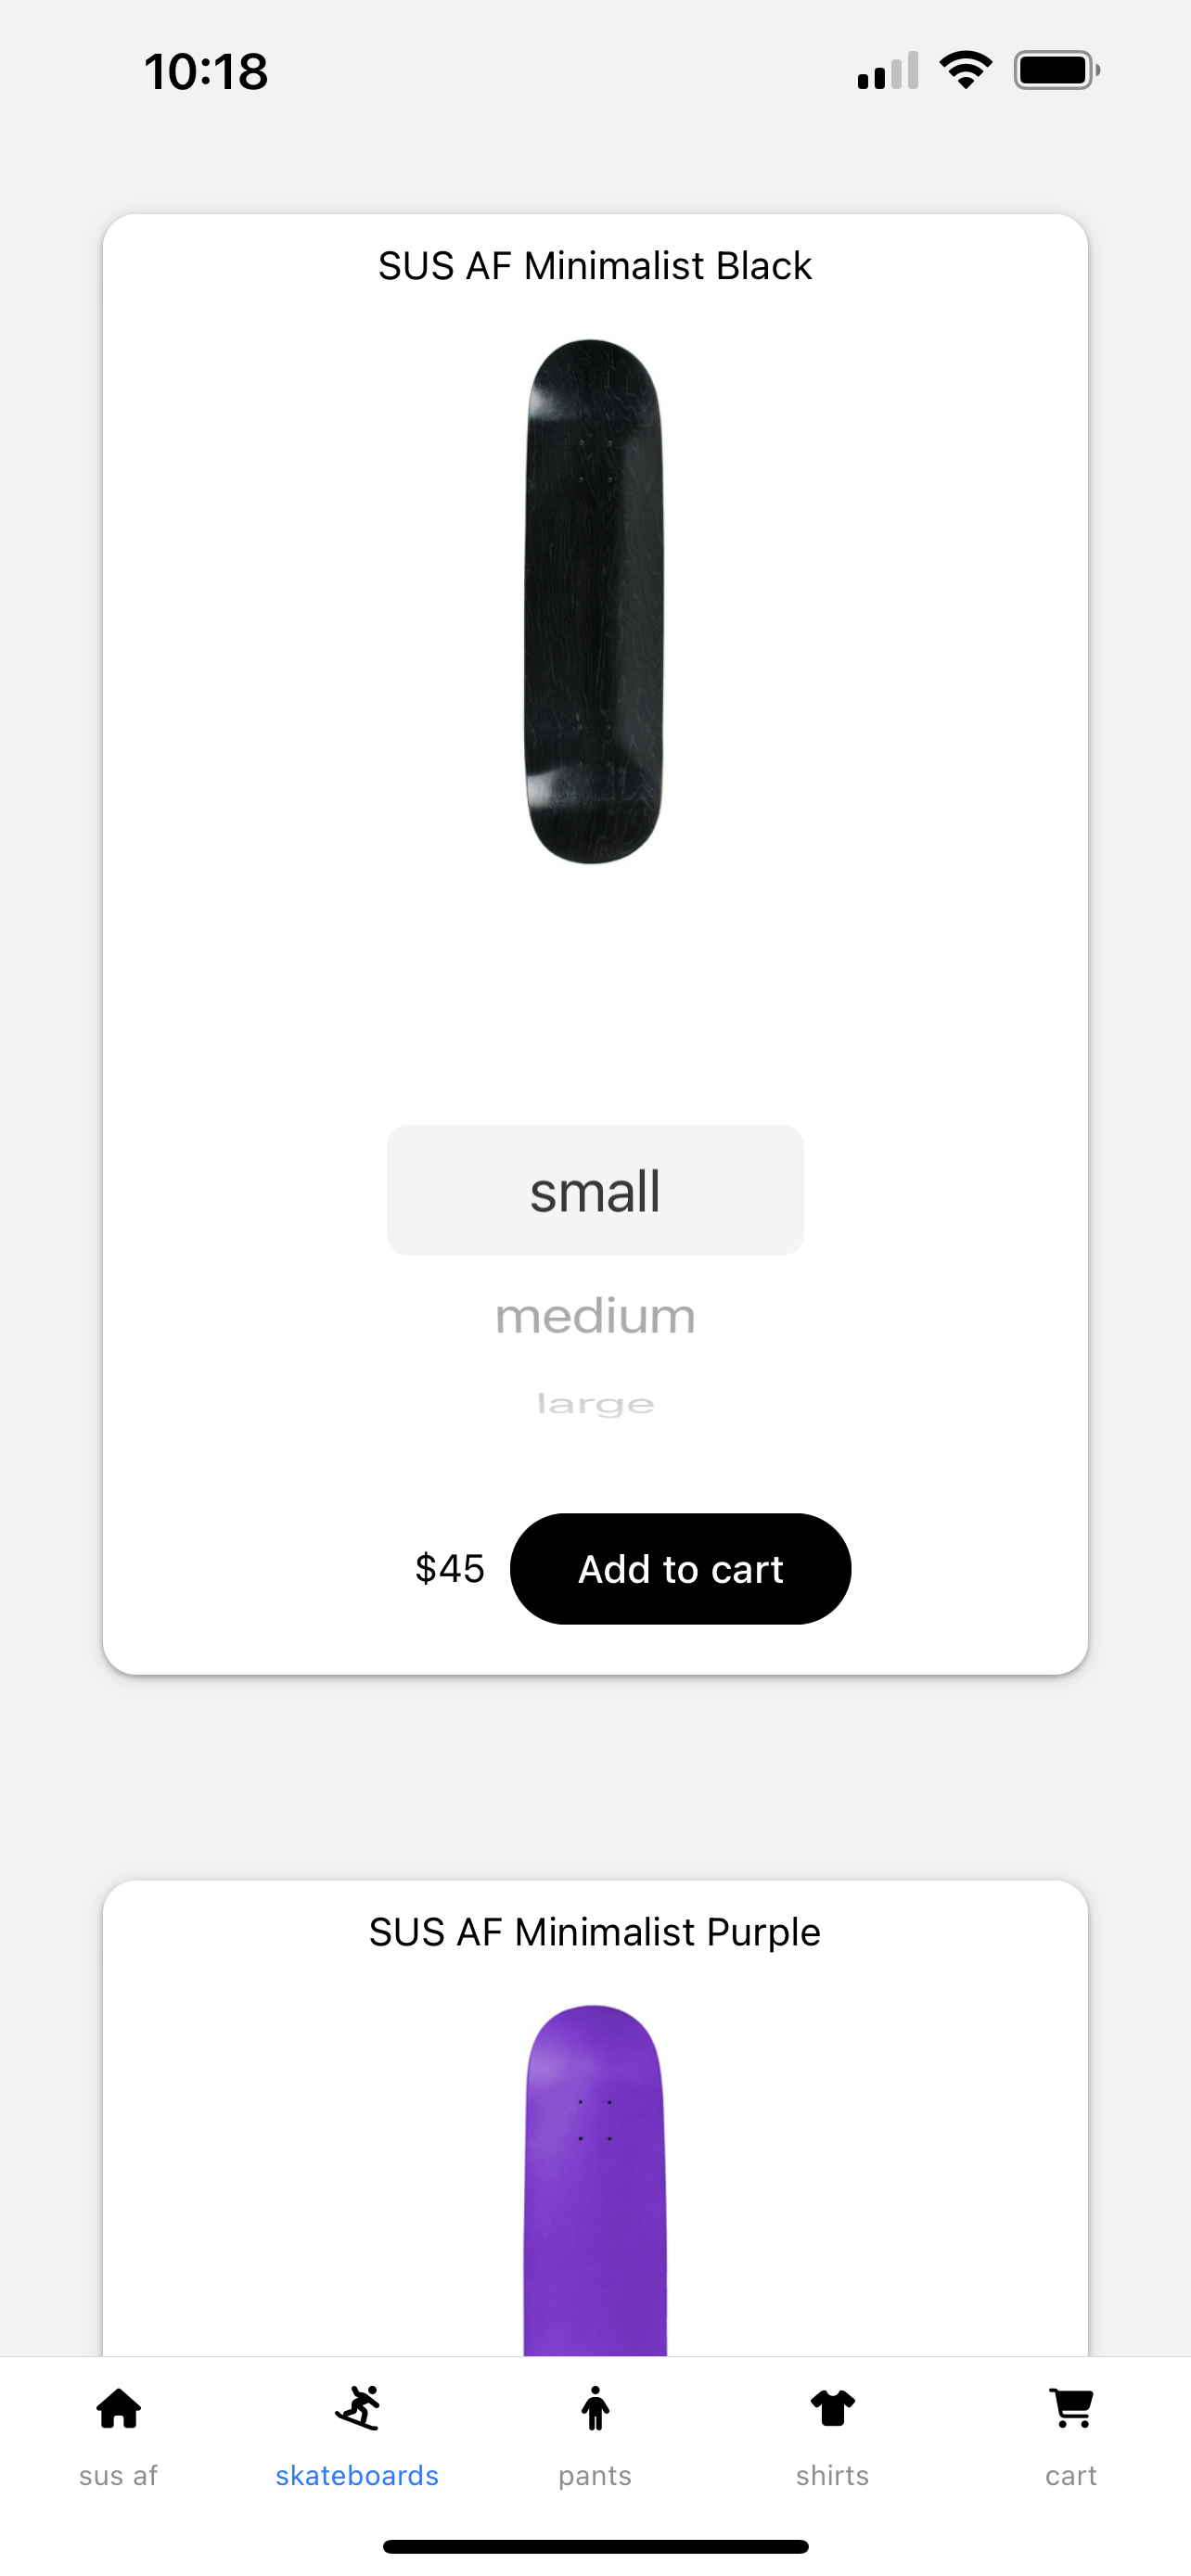 10:18
SUS AF Minimalist Black
small
medium
large
$45 Add to cart
SUS AF Minimalist Purple
sus af skateboards pants shirts cart